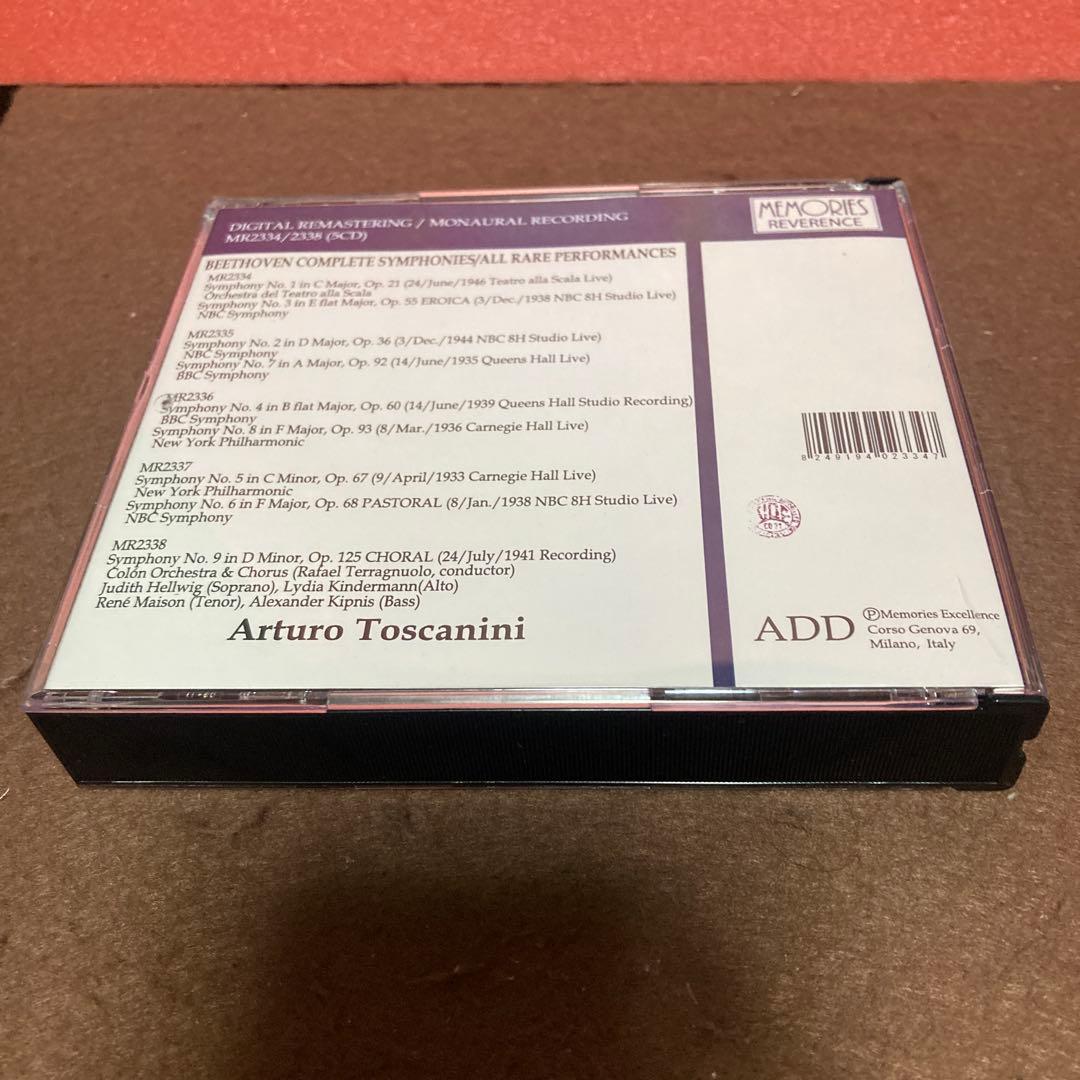 DIGITAL REMASTERING / MONAURAL RECORDING
MR2334/2338 (5CD)
MEMORIES
REVERENCE
BEETHOVEN COMPLETE SYMPHONIES/ALL RARE PERFORMANCES
MR2334
Symphony No. 1 in C Major, Op. 21 (24/June/1946 Teatro alla Scala Live)
Orchestra del Teatro alla Scala
Symphony No. 3 in E flat Major, Op. 55 EROICA (3/Dec./1938 NBC 8H Studio Live)
NBC Symphony
MR2335
Symphony No. 2 in D Major, Op. 36 (3/Dec./1944 NBC 8H Studio Live)
NBC Symphony
Symphony No. 7 in A Major, Op. 92 (14/June/1935 Queens Hall Live)
BBC Symphony
MR2336
Symphony No. 4 in B flat Major, Op. 60 (14/June/1939 Queens Hall Studio Recording)
BBC Symphony
Symphony No. 8 in F Major, Op. 93 (8/Mar./1936 Carnegie Hall Live)
New York Philharmonic
MR2337
Symphony No. 5 in C Minor, Op. 67 (9/April/1933 Carnegie Hall Live)
New York Philharmonic
Symphony No. 6 in F Major, Op. 68 PASTORAL (8/Jan./1938 NBC 8H Studio Live)
NBC Symphony
MR2338
Symphony No. 9 in D Minor, Op. 125 CHORAL (24/July/1941 Recording)
Colón Orchestra & Chorus (Rafael Terragnuolo, conductor)
Judith Hellwig (Soprano), Lydia Kindermann(Alto)
René Maison (Tenor), Alexander Kipnis (Bass)
Arturo Toscanini
8 249194 023347
ADD
ⓅMemories Excellence
Corso Genova 69,
Milano, Italy